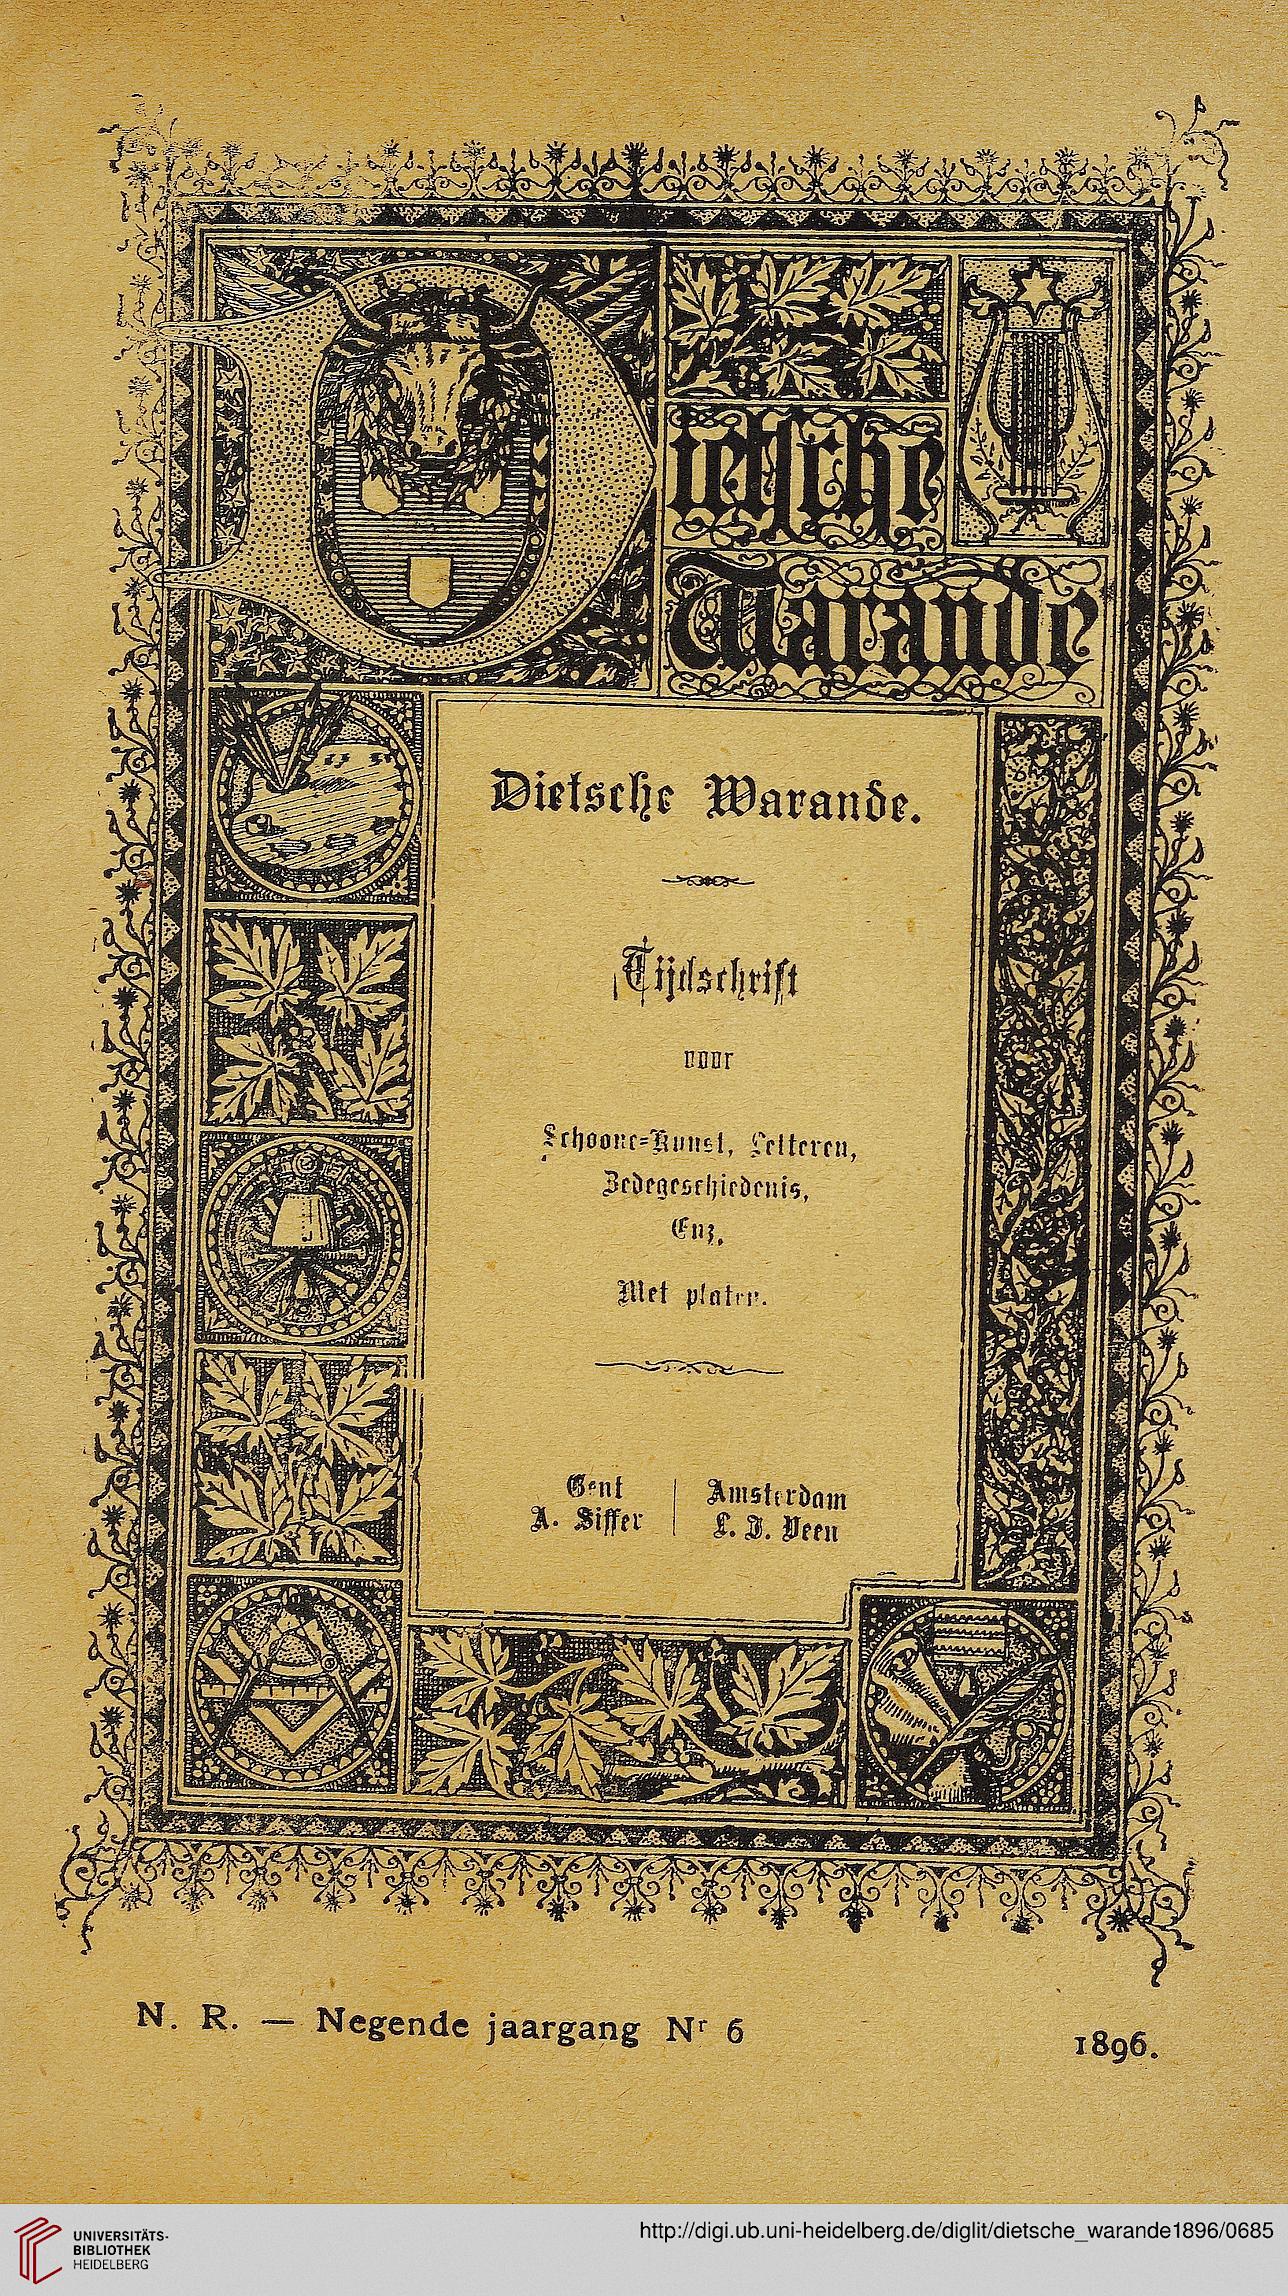 Dietsche
Warande
Dietsche Warande.
Tijdschrift
voor
Schoone=Kunst, Letteren,
Zedegeschiedenis,
Enz.
Met platen.
Gent
A. Siffer
Amsterdam
L. J. Veen
N. R. — Negende jaargang Nr 6
1896.
UNIVERSITÄTS-
BIBLIOTHEK
HEIDELBERG
http://digi.ub.uni-heidelberg.de/diglit/dietsche_warande1896/0685